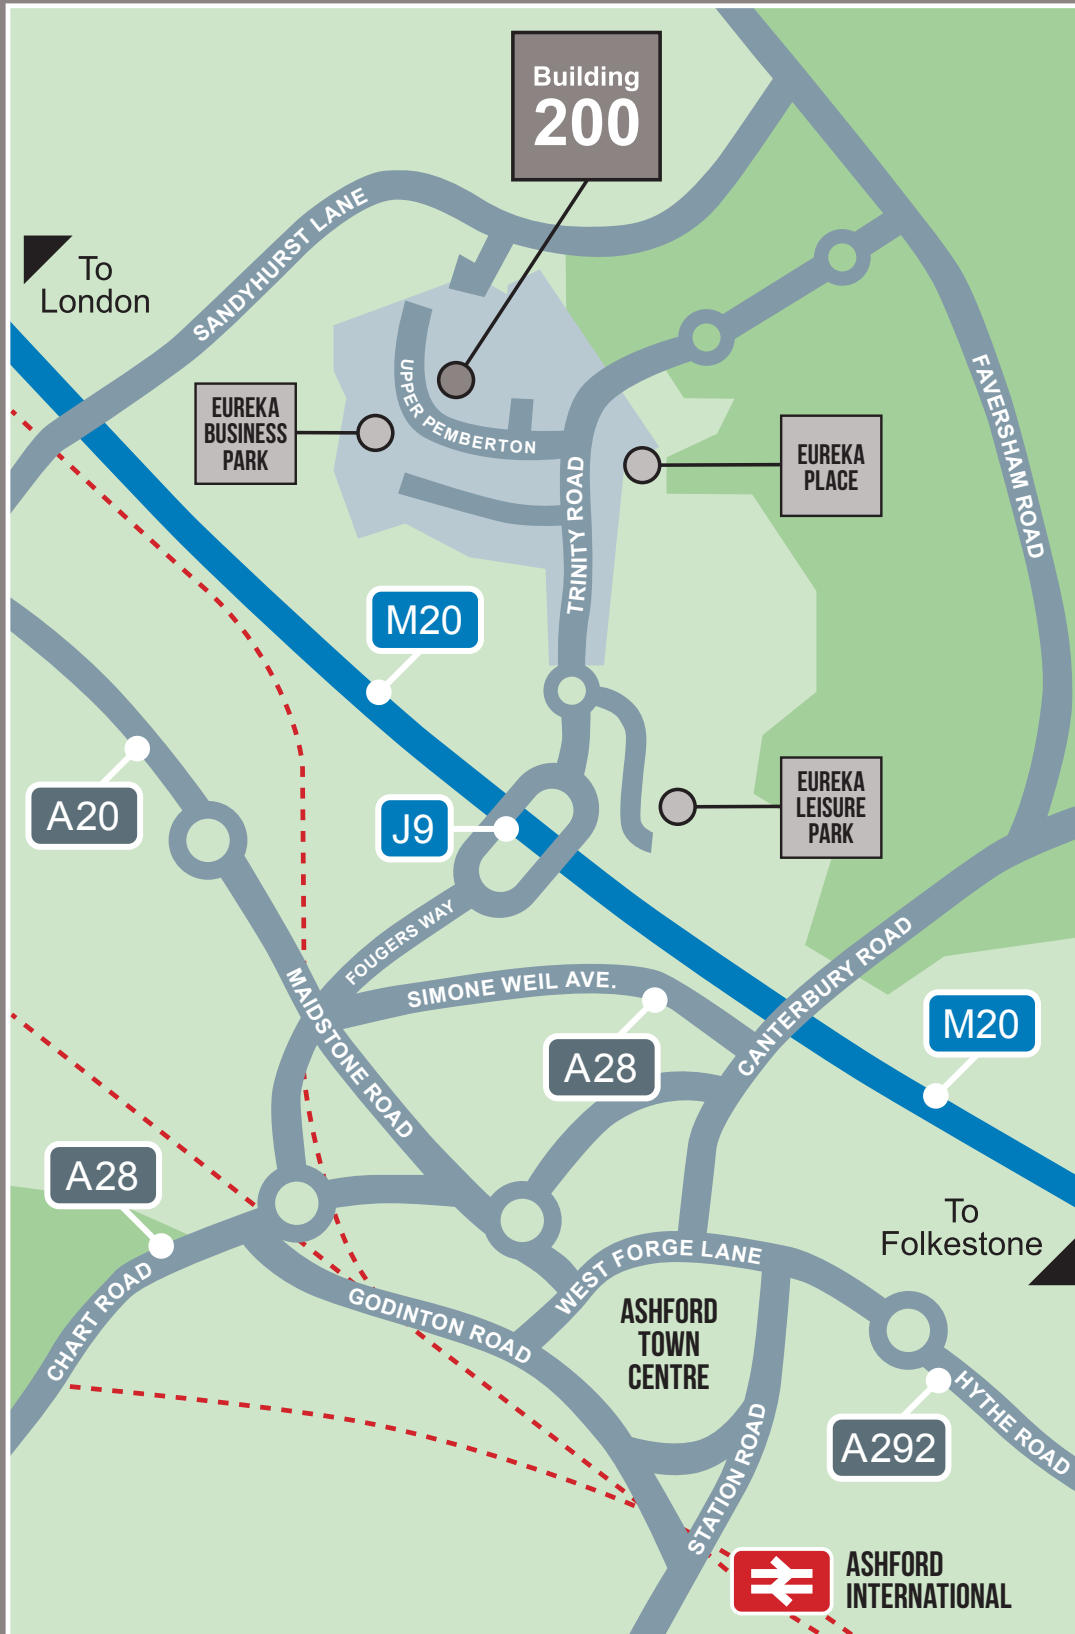 Building
200
SANDYHURST LANE
To
London
UPPER PEMBERTON
EUREKA
BUSINESS
PARK
EUREKA
PLACE
FAVERSHAM ROAD
TRINITY ROAD
M20
A20
J9
EUREKA
LEISURE
PARK
FOUGERS WAY
SIMONE WEIL AVE.
CANTERBURY ROAD
MAIDSTONE ROAD
A28
M20
A28
To
Folkestone
WEST FORGE LANE
CHART ROAD
GODINTON ROAD
ASHFORD
TOWN
CENTRE
HYTHE ROAD
A292
STATION ROAD
ASHFORD
INTERNATIONAL